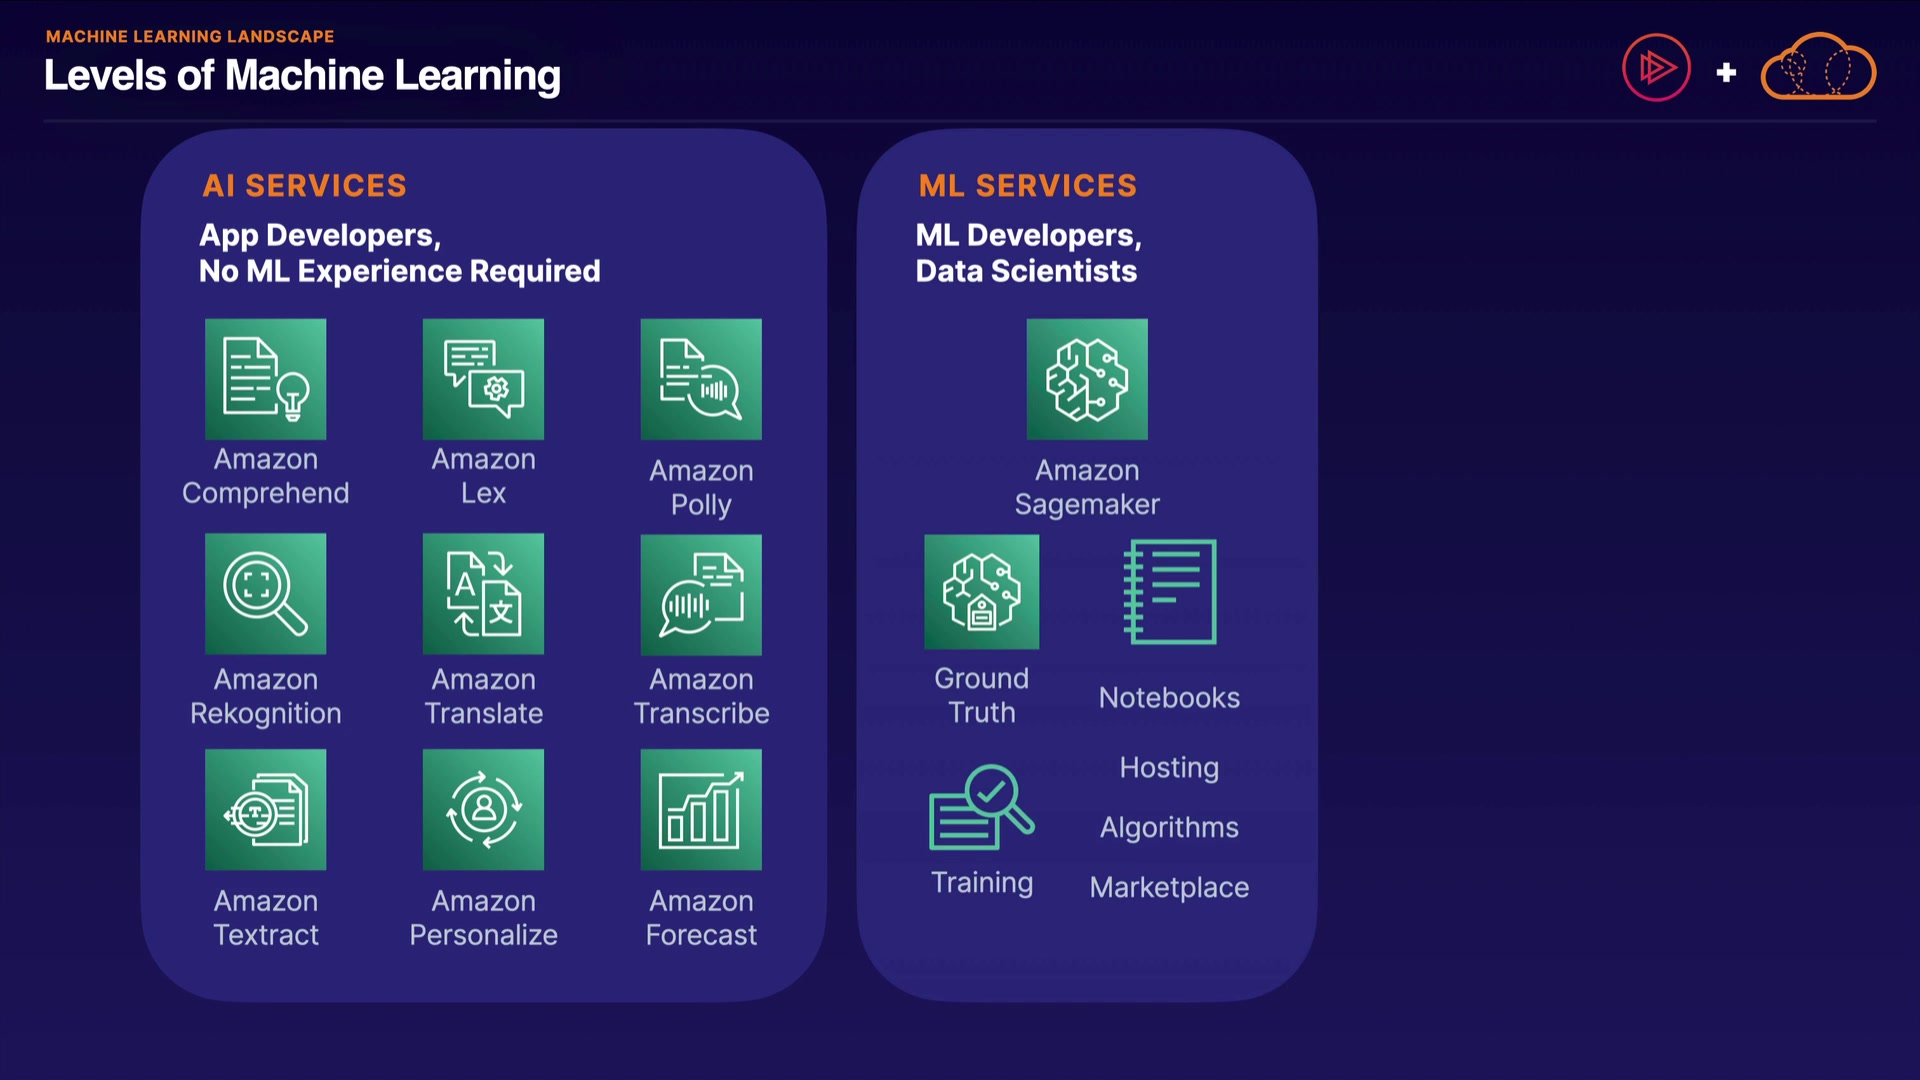 MACHINE LEARNING LANDSCAPE
Levels of Machine Learning
AI SERVICES
App Developers,
No ML Experience Required
Amazon
Comprehend
Amazon
Lex
Amazon
Polly
Amazon
Rekognition
A
文
Amazon
Translate
Amazon
Transcribe
T
Amazon
Textract
Amazon
Personalize
Amazon
Forecast
ML SERVICES
ML Developers,
Data Scientists
Amazon
Sagemaker
Ground
Truth
Notebooks
Training
Hosting
Algorithms
Marketplace